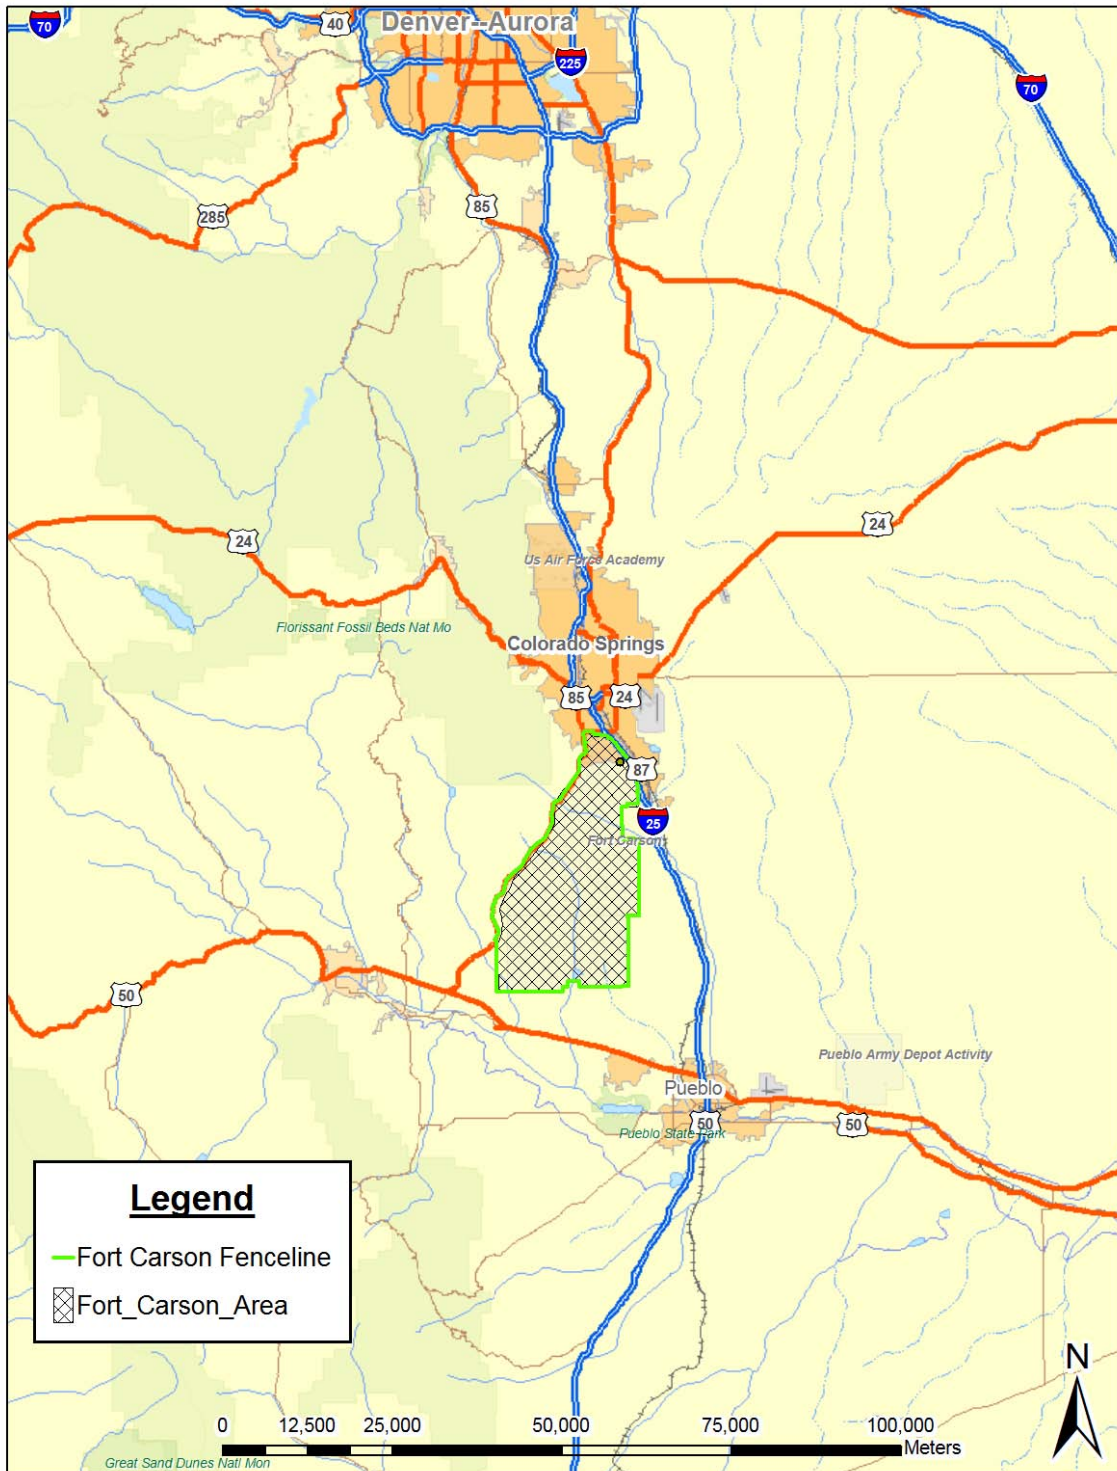 70
40
Denver--Aurora
225
70
85
285
24
24
Us Air Force Academy
Florissant Fossil Beds Nat Mo
Colorado Springs
85
24
87
25
Fort Carson
50
Pueblo Army Depot Activity
Pueblo
50
50
Pueblo State Park
Legend
Fort Carson Fenceline
Fort_Carson_Area
N
0 12,500 25,000 50,000 75,000 100,000
Meters
Great Sand Dunes Natl Mon